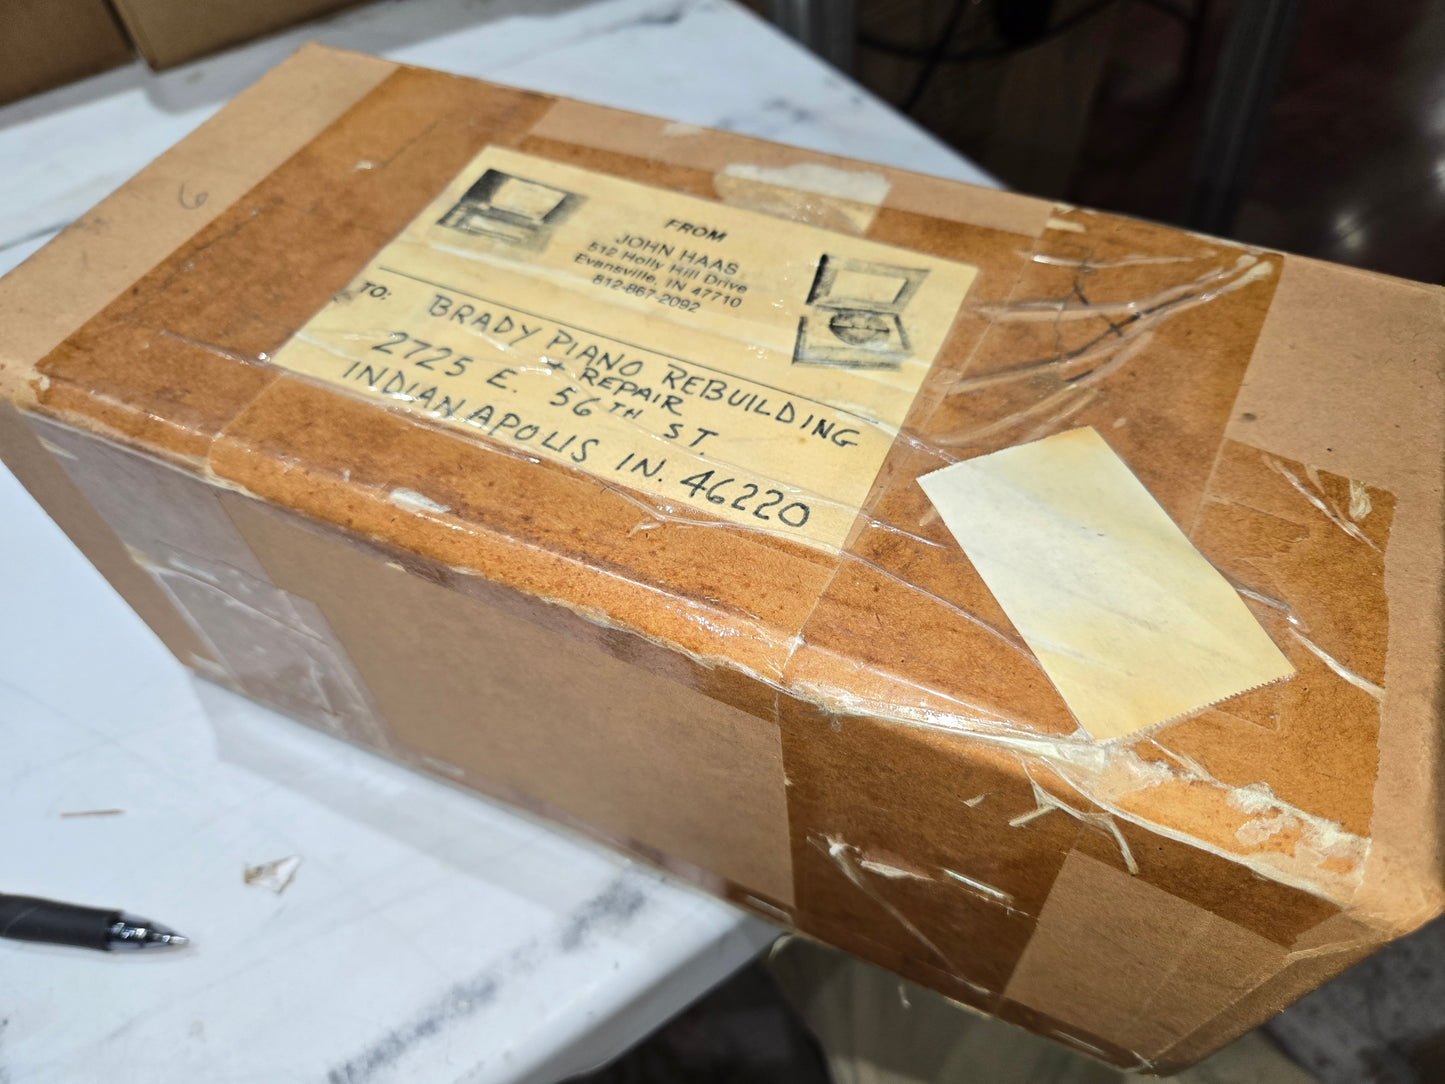 6
FROM
JOHN HAAS
512 Holly Hill Drive
Evansville, IN 47710
812-867-2092
TO:
BRADY PIANO REBUILDING
+ REPAIR
2725 E. 56TH ST.
INDIANAPOLIS IN. 46220